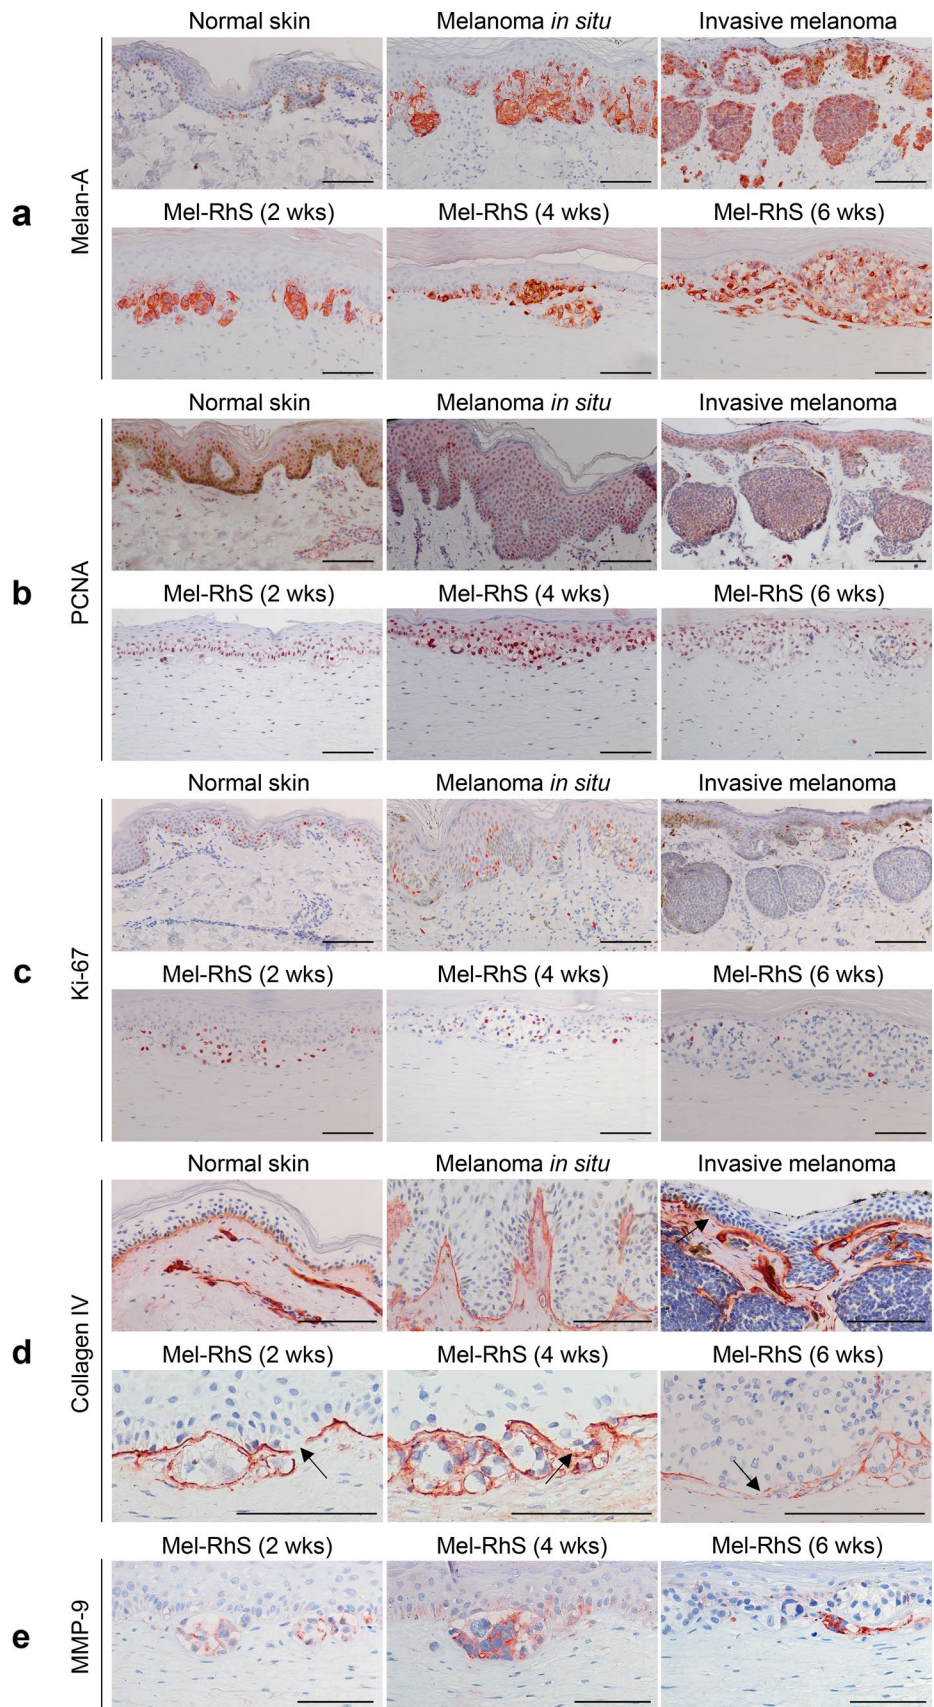 Normal skin Melanoma in situ Invasive melanoma
a
Melan-A
Mel-RhS (2 wks) Mel-RhS (4 wks) Mel-RhS (6 wks)
Normal skin Melanoma in situ Invasive melanoma
b
PCNA
Mel-RhS (2 wks) Mel-RhS (4 wks) Mel-RhS (6 wks)
Normal skin Melanoma in situ Invasive melanoma
c
Ki-67
Mel-RhS (2 wks) Mel-RhS (4 wks) Mel-RhS (6 wks)
Normal skin Melanoma in situ Invasive melanoma
d
Collagen IV
Mel-RhS (2 wks) Mel-RhS (4 wks) Mel-RhS (6 wks)
Mel-RhS (2 wks) Mel-RhS (4 wks) Mel-RhS (6 wks)
e
MMP-9